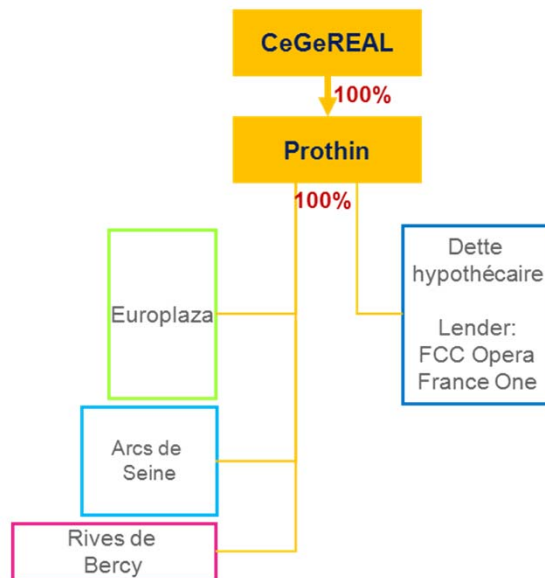 CeGeREAL
100%
Prothin
100%
Europlaza
Dette
hypothécaire
Lender:
FCC Opera
France One
Arcs de
Seine
Rives de
Bercy